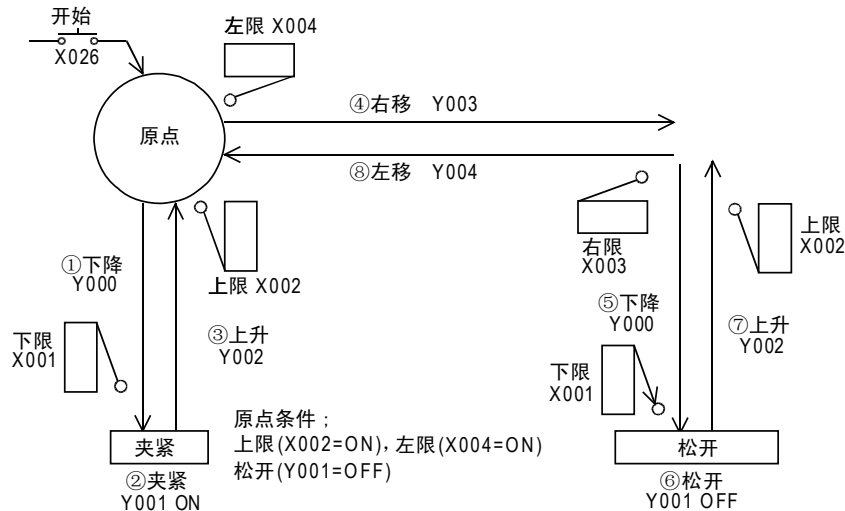 开始
X026
左限 X004
原点
④右移 Y003
⑧左移 Y004
上限 X002
右限
X003
上限
X002
①下降
Y000
③上升
Y002
下限
X001
⑤下降
Y000
⑦上升
Y002
下限
X001
原点条件；
上限(X002=ON)，左限(X004=ON)
松开(Y001=OFF)
夹紧
②夹紧
Y001 ON
松开
⑥松开
Y001 OFF